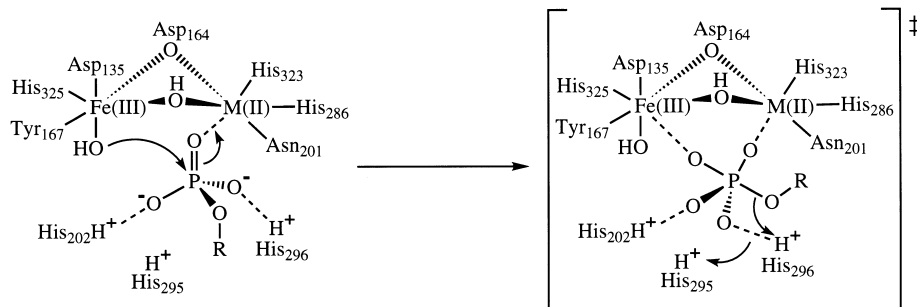 Asp164
Asp135
His323
His325
H
Fe(III)
O
O
M(II)
His286
Tyr167
HO
Asn201
O
P
-O
O-
O
His202H+
R
H+
His296
H+
His295
‡
Asp164
Asp135
His323
His325
H
Fe(III)
O
O
M(II)
His286
Tyr167
HO
Asn201
O
O
R
P
O
O
O
His202H+
H+
His296
H+
His295